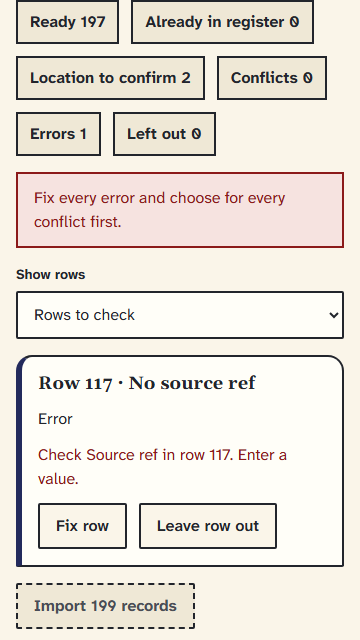 Ready 197
Already in register 0
Location to confirm 2
Conflicts 0
Errors 1
Left out 0
Fix every error and choose for every
conflict first.
Show rows
Rows to check
Row 117 · No source ref
Error
Check Source ref in row 117. Enter a
value.
Fix row
Leave row out
Import 199 records